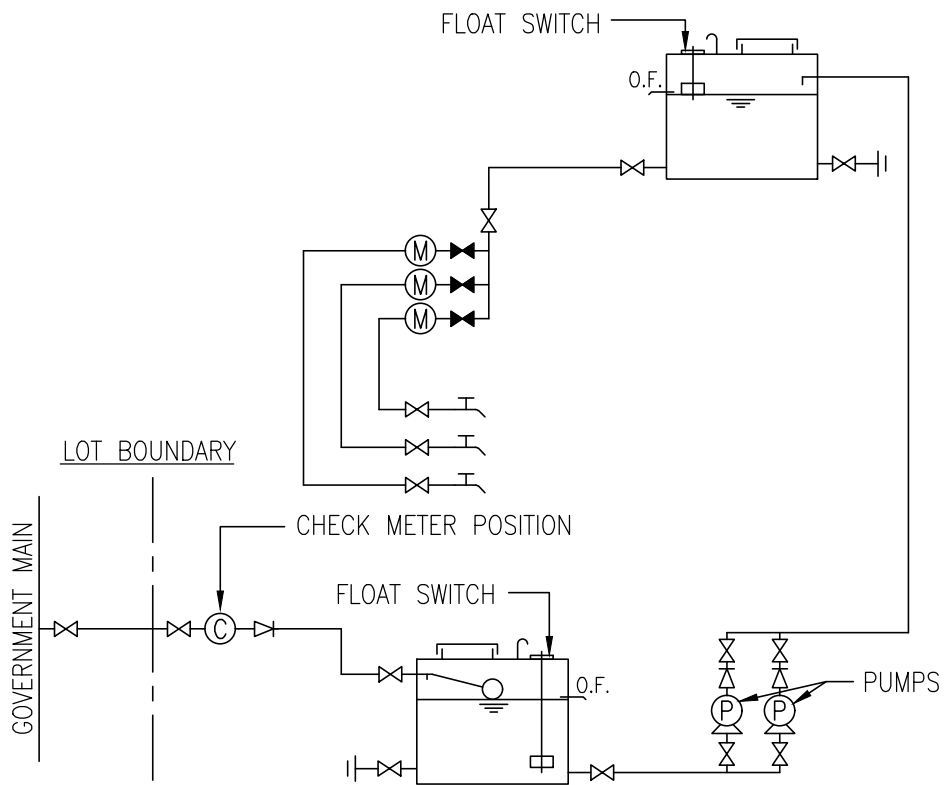 FLOAT SWITCH
O.F.
M
M
M
LOT BOUNDARY
CHECK METER POSITION
GOVERNMENT MAIN
FLOAT SWITCH
C
O.F.
PUMPS
P
P